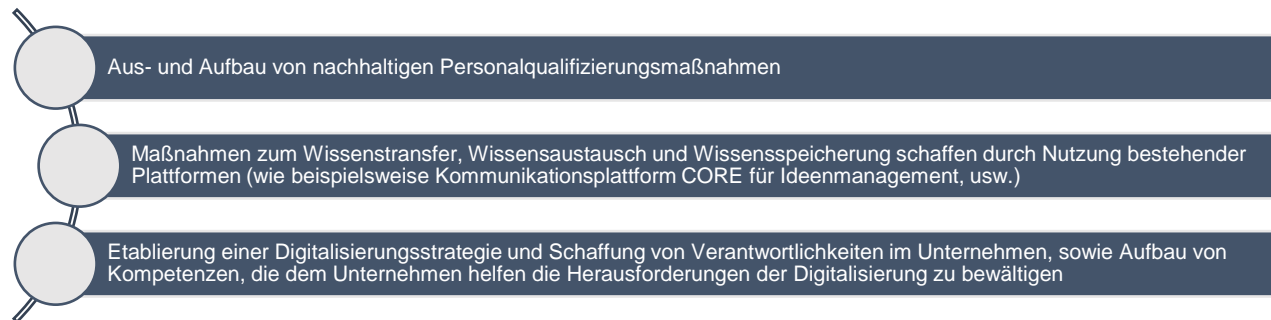 Aus- und Aufbau von nachhaltigen Personalqualifizierungsmaßnahmen
Maßnahmen zum Wissenstransfer, Wissensaustausch und Wissensspeicherung schaffen durch Nutzung bestehender
Plattformen (wie beispielsweise Kommunikationsplattform CORE für Ideenmanagement, usw.)
Etablierung einer Digitalisierungsstrategie und Schaffung von Verantwortlichkeiten im Unternehmen, sowie Aufbau von
Kompetenzen, die dem Unternehmen helfen die Herausforderungen der Digitalisierung zu bewältigen